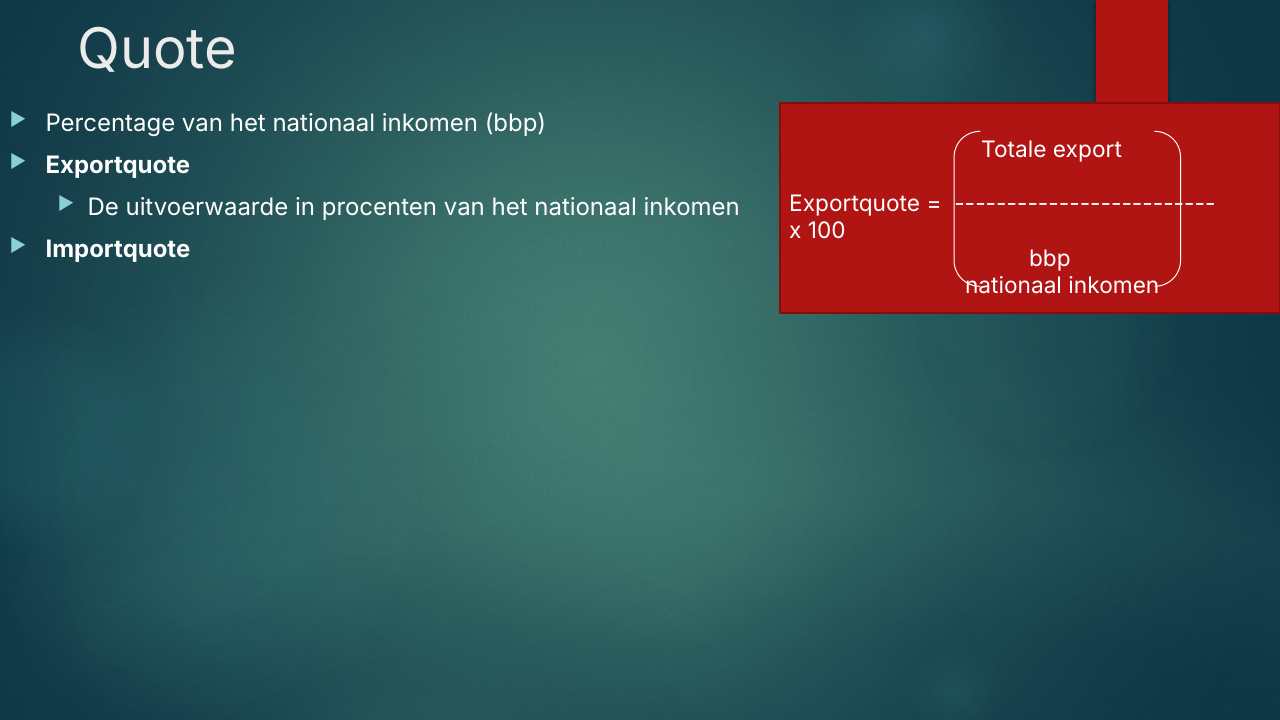 Quote
Percentage van het nationaal inkomen (bbp)
Exportquote
De uitvoerwaarde in procenten van het nationaal inkomen
Importquote
Totale export
Exportquote = -------------------------
x 100
bbp
nationaal inkomen